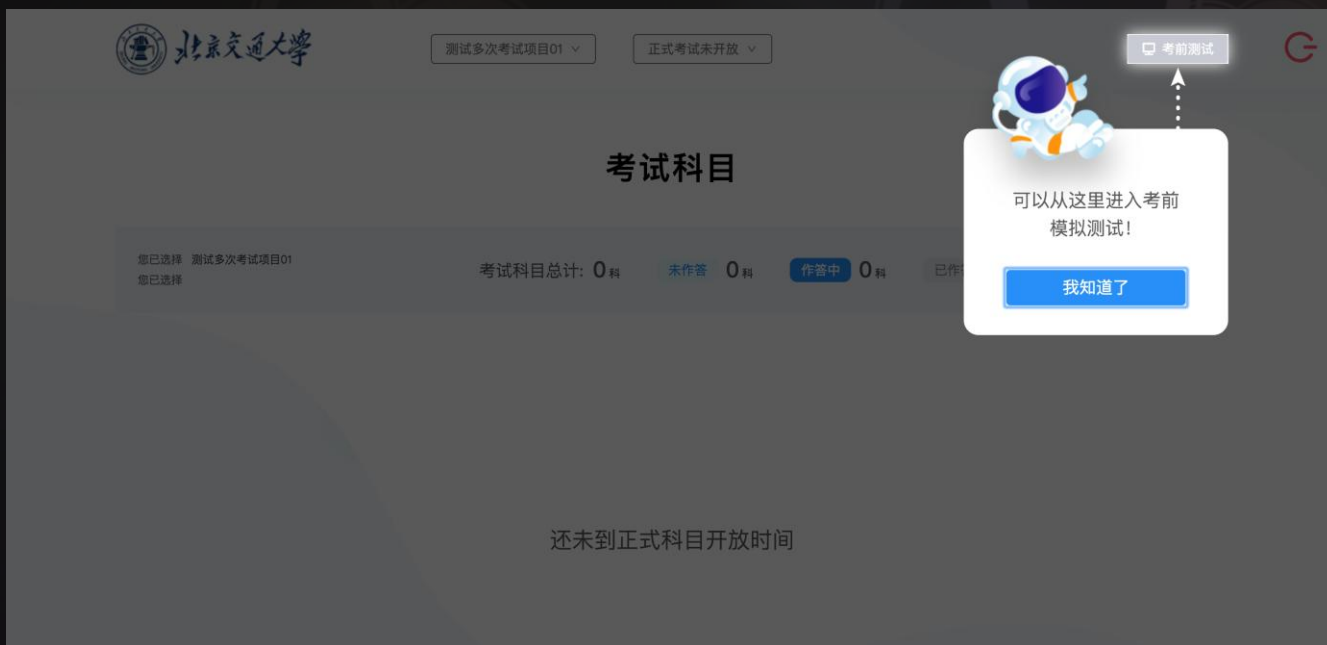 北京交通大学
测试多次考试项目01
正式考试未开放
考前测试
考试科目
可以从这里进入考前
模拟测试!
我知道了
您已选择 测试多次考试项目01
您已选择
考试科目总计: 0科 未作答 0科 作答中 0科 已作
还未到正式科目开放时间